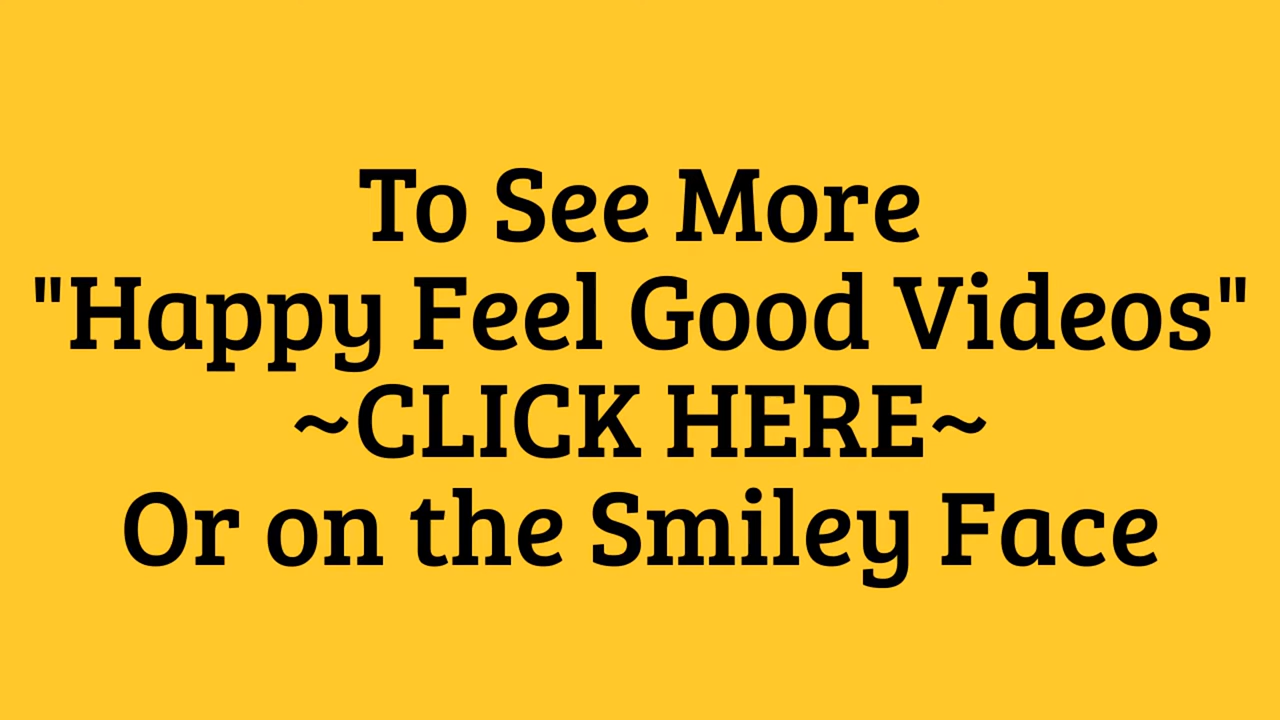 To See More
"Happy Feel Good Videos"
~CLICK HERE~
Or on the Smiley Face